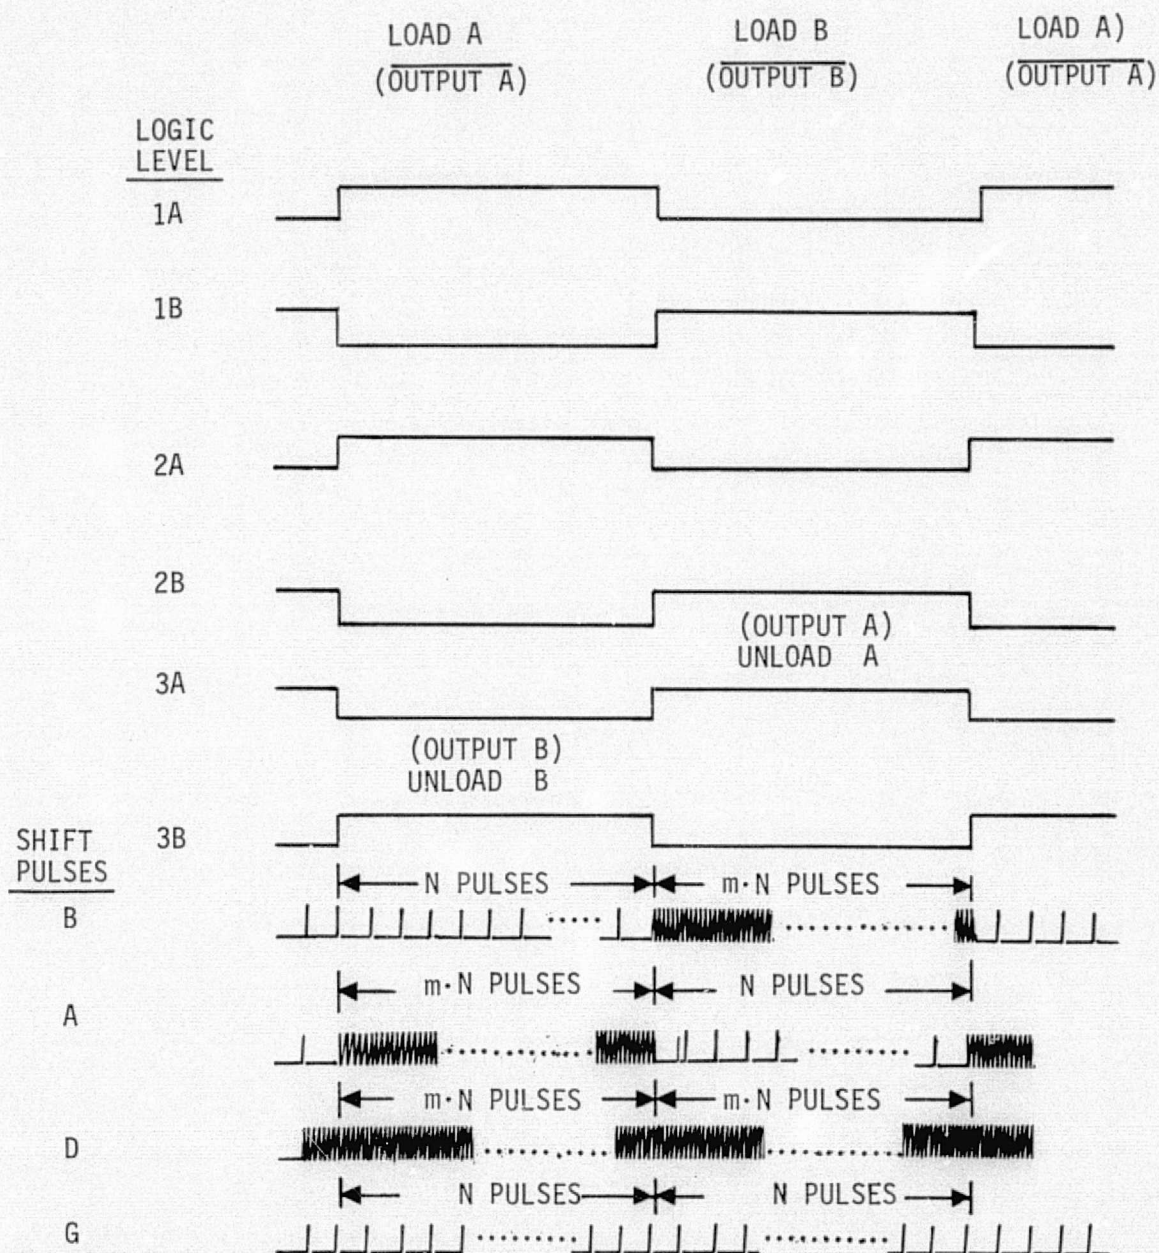 LOAD A
(OUTPUT A)
LOAD B
(OUTPUT B)
LOAD A)
(OUTPUT A)
LOGIC
LEVEL
1A
1B
2A
2B
(OUTPUT A)
UNLOAD A
3A
(OUTPUT B)
UNLOAD B
3B
SHIFT
PULSES
N PULSES
m·N PULSES
B
m·N PULSES
N PULSES
A
m·N PULSES
m·N PULSES
D
N PULSES
N PULSES
G